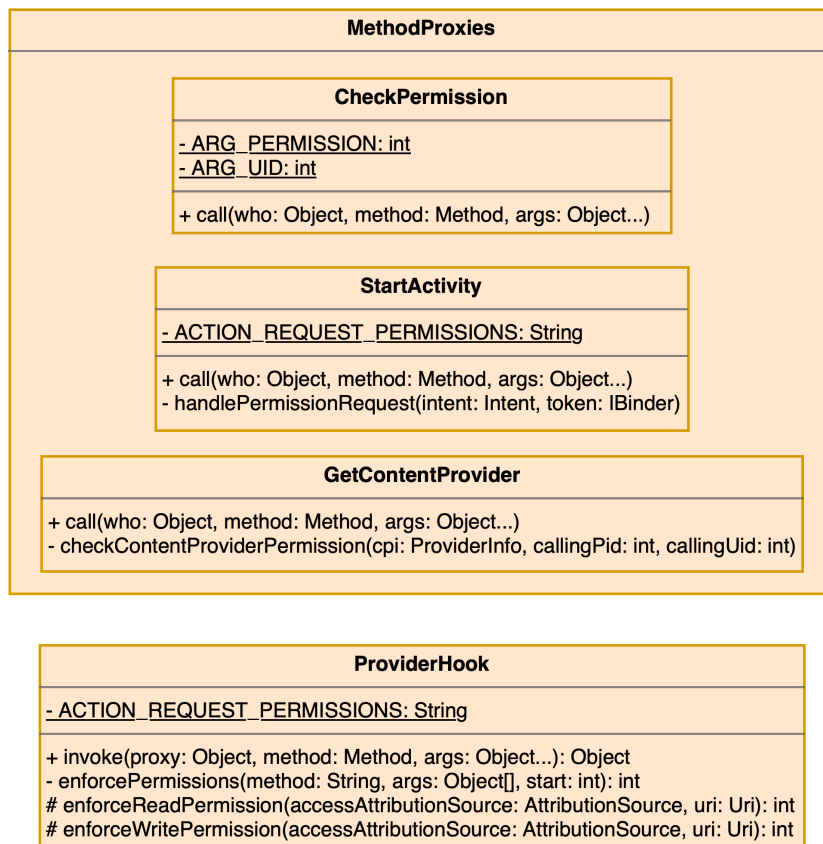 MethodProxies
CheckPermission
- ARG_PERMISSION: int
- ARG_UID: int
+ call(who: Object, method: Method, args: Object...)
StartActivity
- ACTION_REQUEST_PERMISSIONS: String
+ call(who: Object, method: Method, args: Object...)
- handlePermissionRequest(intent: Intent, token: IBinder)
GetContentProvider
+ call(who: Object, method: Method, args: Object...)
- checkContentProviderPermission(cpi: ProviderInfo, callingPid: int, callingUid: int)
ProviderHook
- ACTION_REQUEST_PERMISSIONS: String
+ invoke(proxy: Object, method: Method, args: Object...): Object
- enforcePermissions(method: String, args: Object[], start: int): int
# enforceReadPermission(accessAttributionSource: AttributionSource, uri: Uri): int
# enforceWritePermission(accessAttributionSource: AttributionSource, uri: Uri): int